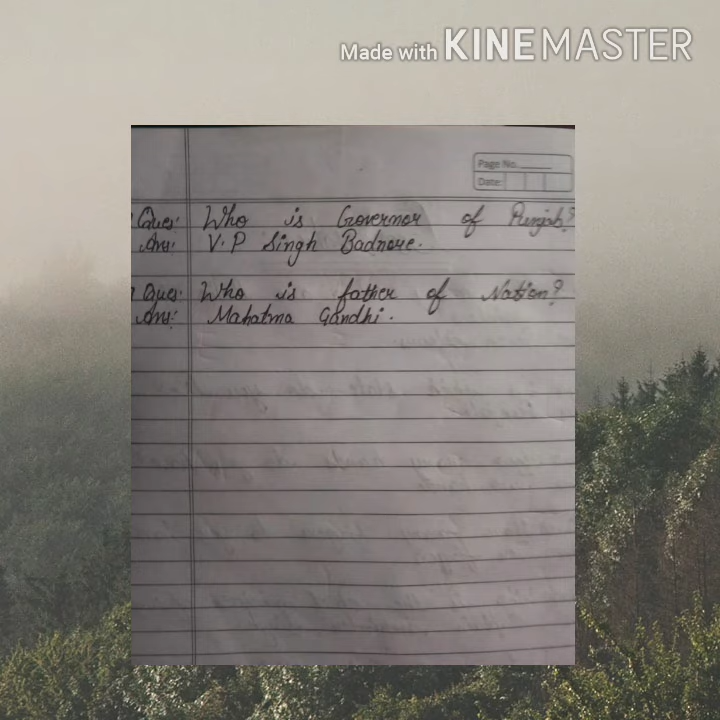 Made with KINEMASTER
Page No.
Date:
Ques: Who is Governor of Punjab?
Ans: V.P Singh Badnore.
Ques: Who is father of Nation?
Ans: Mahatma Gandhi.